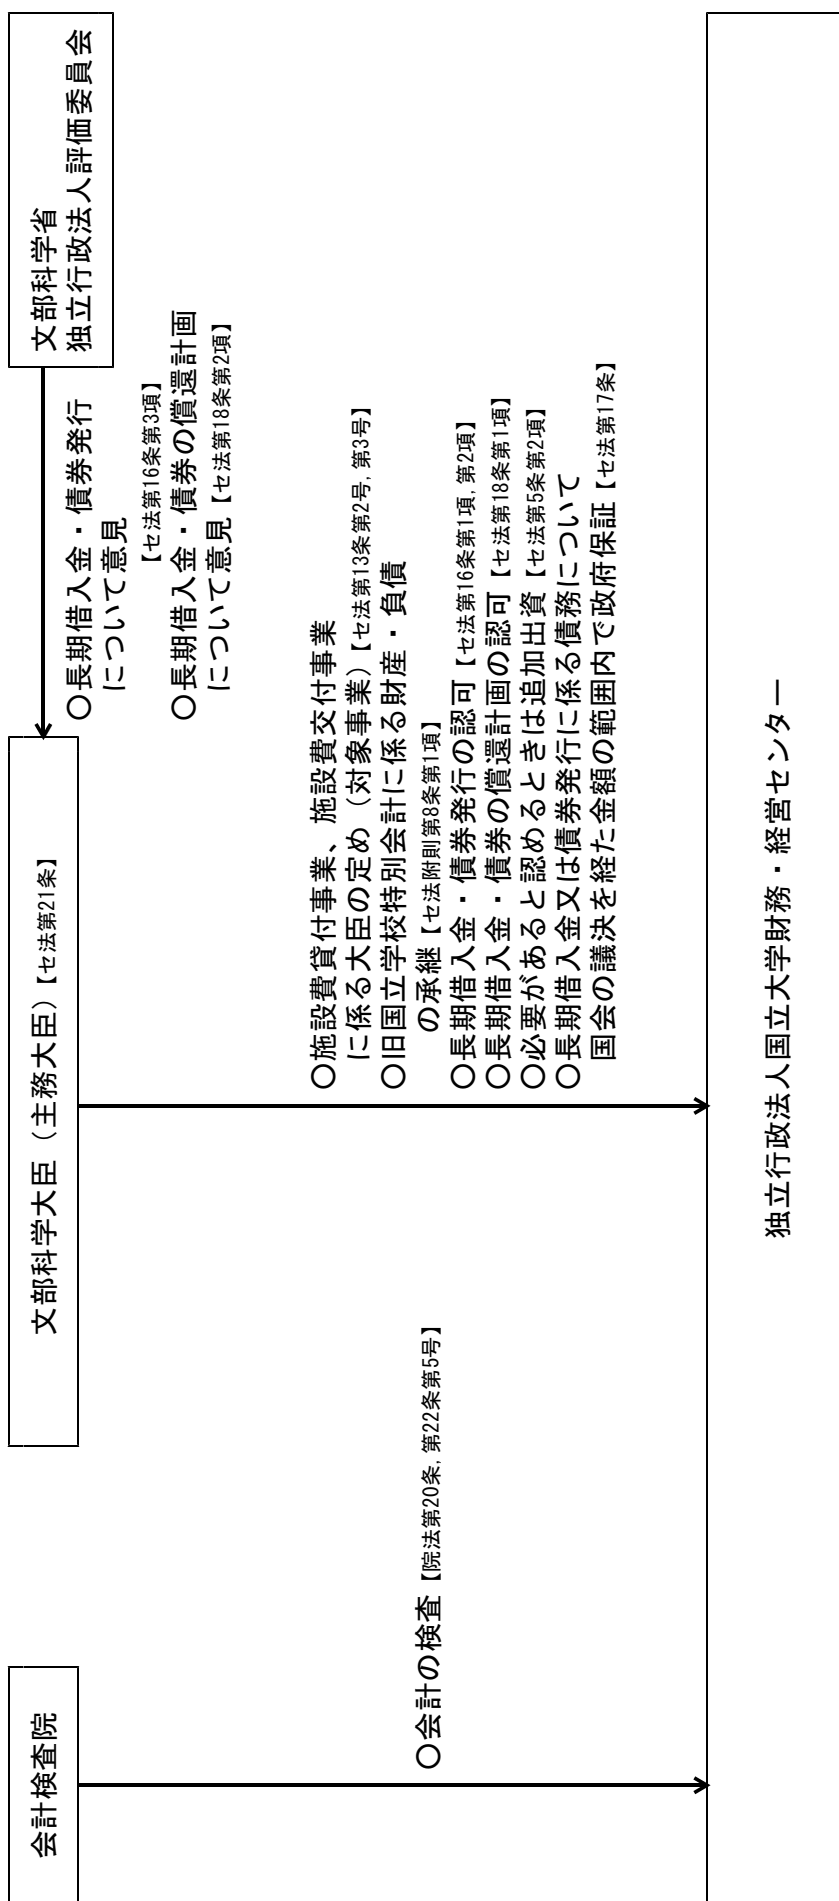 文部科学省
独立行政法人評価委員会
〇長期借入金・債券発行
について意見
【セ法第16条第3項】
〇長期借入金・債券の償還計画
について意見【セ法第18条第2項】
文部科学大臣（主務大臣）【セ法第21条】
〇施設費貸付事業、施設費交付事業
に係る大臣の定め（対象事業）【セ法第13条第2号,第3号】
〇旧国立学校特別会計に係る財産・負債
の承継【セ法附則第8条第1項】
〇長期借入金・債券発行の認可【セ法第16条第1項,第2項】
〇長期借入金・債券の償還計画の認可【セ法第18条第1項】
〇必要があると認めるときは追加出資【セ法第5条第2項】
〇長期借入金又は債券発行に係る債務について
国会の議決を経た金額の範囲内で政府保証【セ法第17条】
会計検査院
〇会計の検査【院法第20条,第22条第5号】
独立行政法人国立大学財務・経営センター